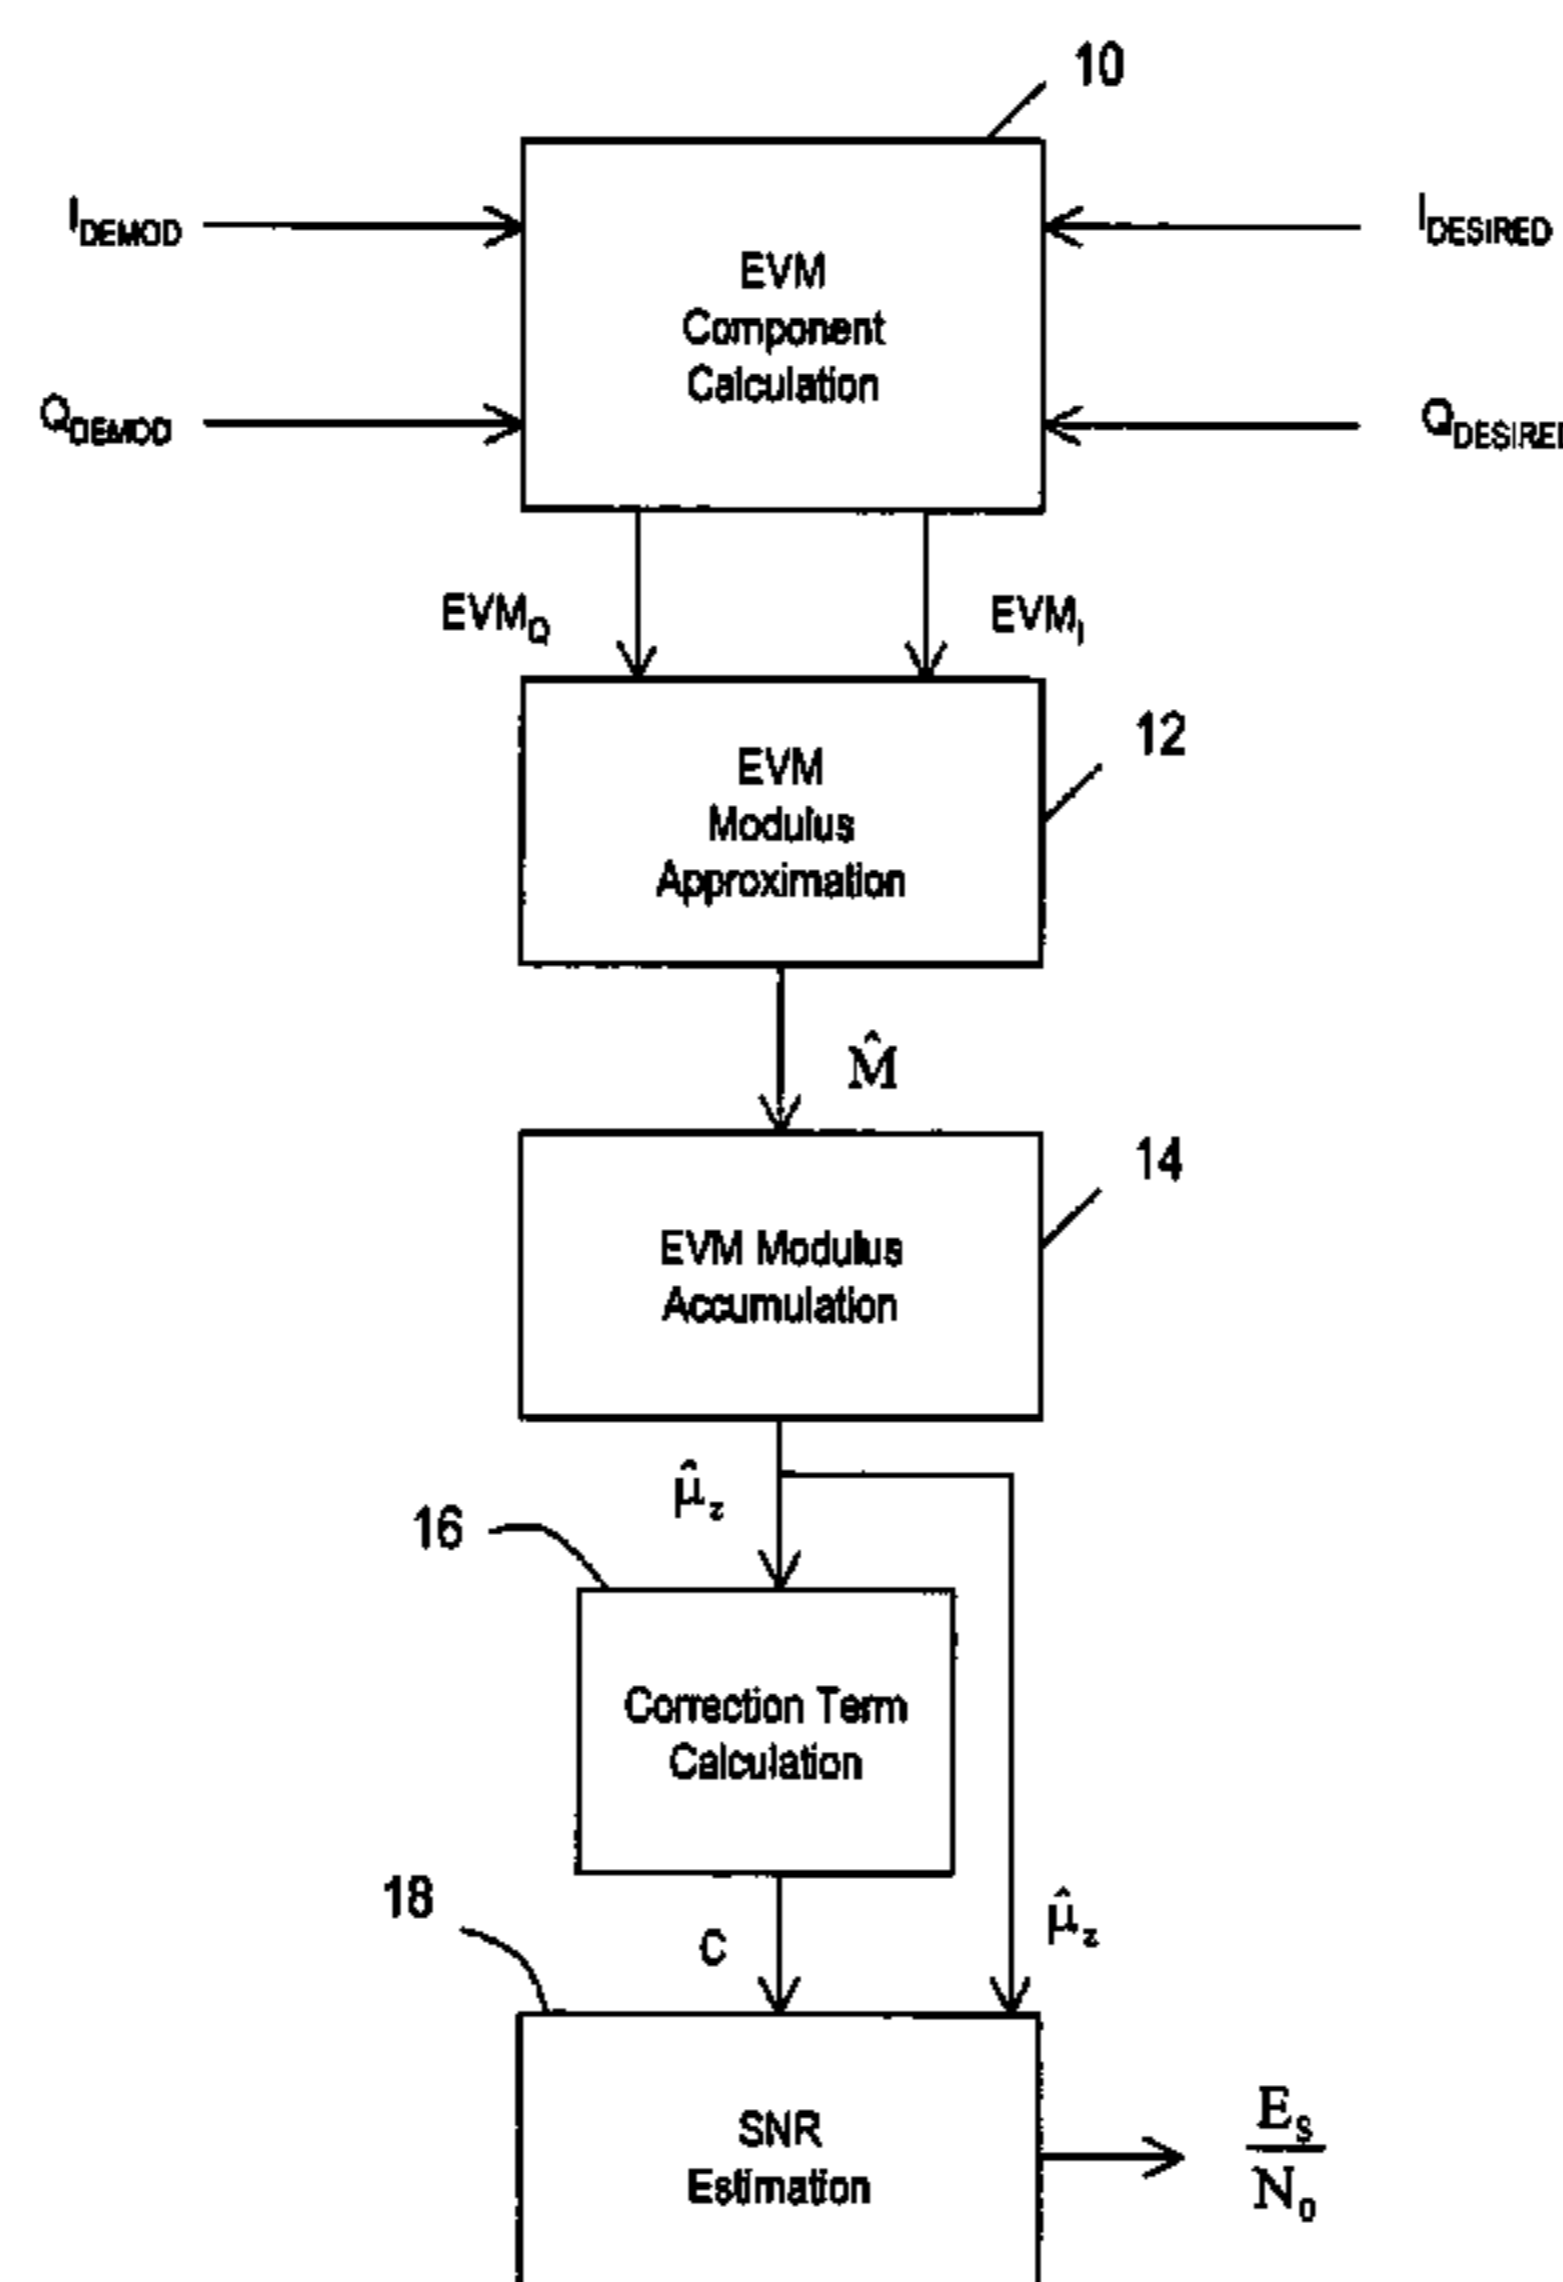 10
I_DEMOD
I_DESIRED
EVM
Component
Calculation
Q_DEMOD
Q_DESIRED
EVM_Q
EVM_I
12
EVM
Modulus
Approximation
M̂
14
EVM Modulus
Accumulation
μ̂_z
16
Correction Term
Calculation
18
C
μ̂_z
SNR
Estimation
E_S
N_0